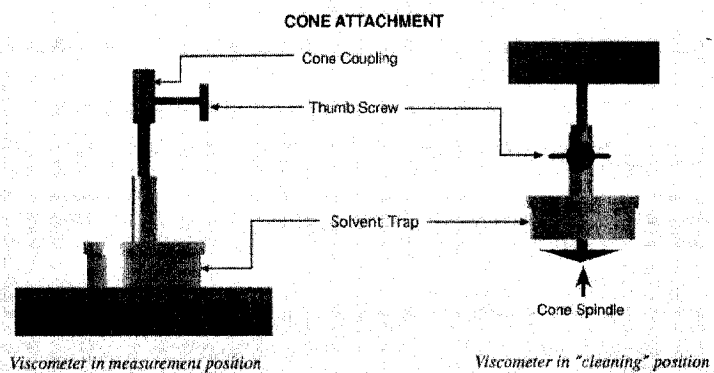 CONE ATTACHMENT
Cone Coupling
Thumb Screw
Solvent Trap
Cone Spindle
Viscometer in measurement position
Viscometer in "cleaning" position